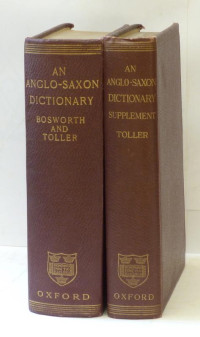 AN
ANGLO-SAXON
DICTIONARY
BOSWORTH
AND
TOLLER
OXFORD
AN
ANGLO-SAXON
DICTIONARY
SUPPLEMENT
TOLLER
OXFORD